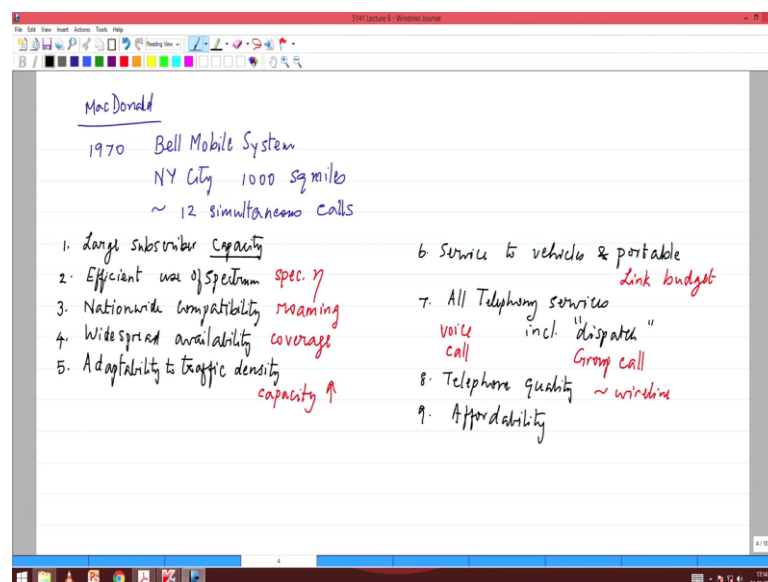 5141 Lecture 8 - Windows Journal
File Edit View Insert Actions Tools Help
Reading View
B I
MacDonald
1970 Bell Mobile System
NY City 1000 sq miles
~ 12 simultaneous calls
1. Large subscriber capacity
2. Efficient use of spectrum spec. η
3. Nationwide compatibility roaming
4. Widespread availability coverage
5. Adaptability to traffic density
capacity ↑
6. Service to vehicles & portable
Link budget
7. All Telephony services
voice call incl. "dispatch"
Group call
8. Telephone quality ~ wireline
9. Affordability
4